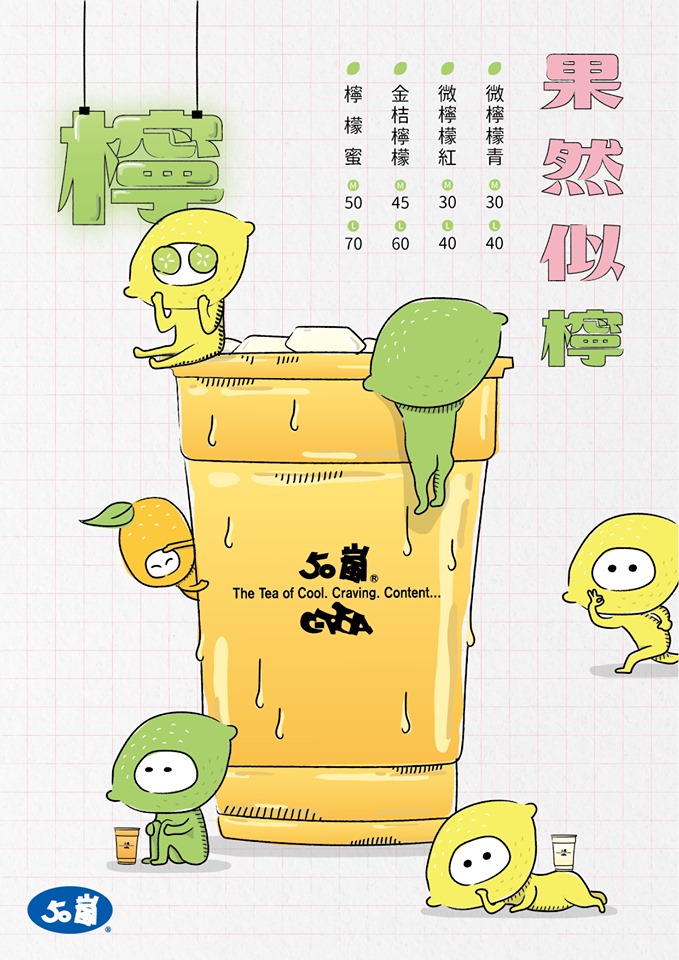 果然似檸
微檸檬青 M 30 L 40
微檸檬紅 M 30 L 40
金桔檸檬 M 45 L 60
檸檬蜜 M 50 L 70
檸
50嵐®
The Tea of Cool. Craving. Content...
50嵐®